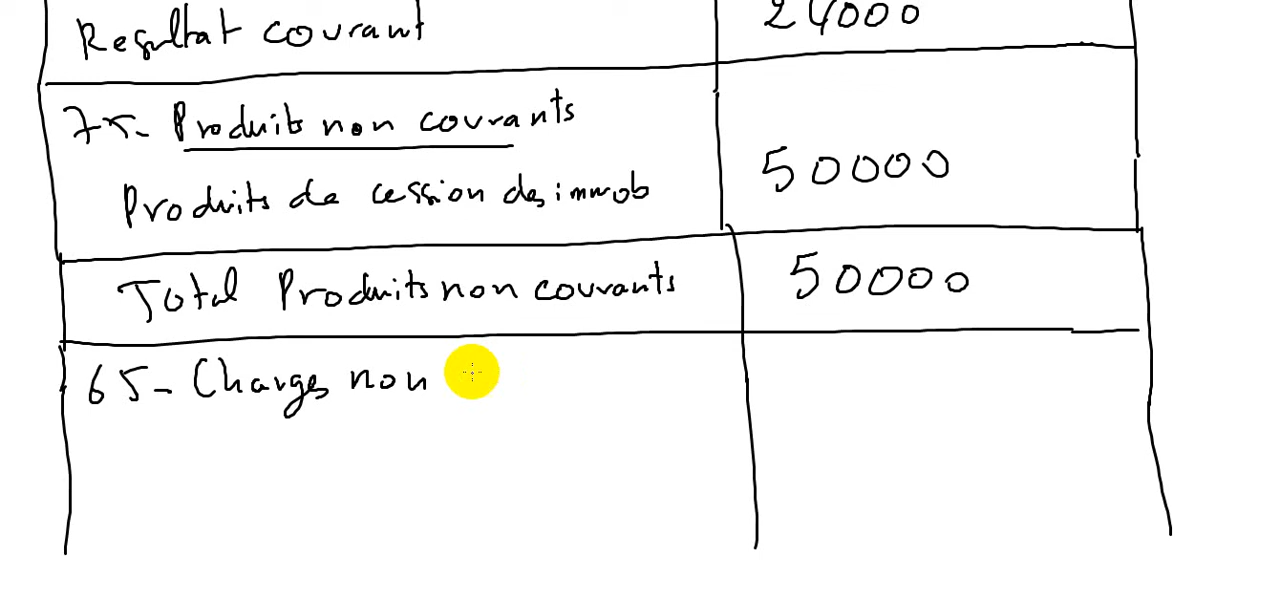 Resultat courant 24000
75- Produits non courants
Produits de cession des immob 50000
Total Produits non courants 50000
65- Charges non